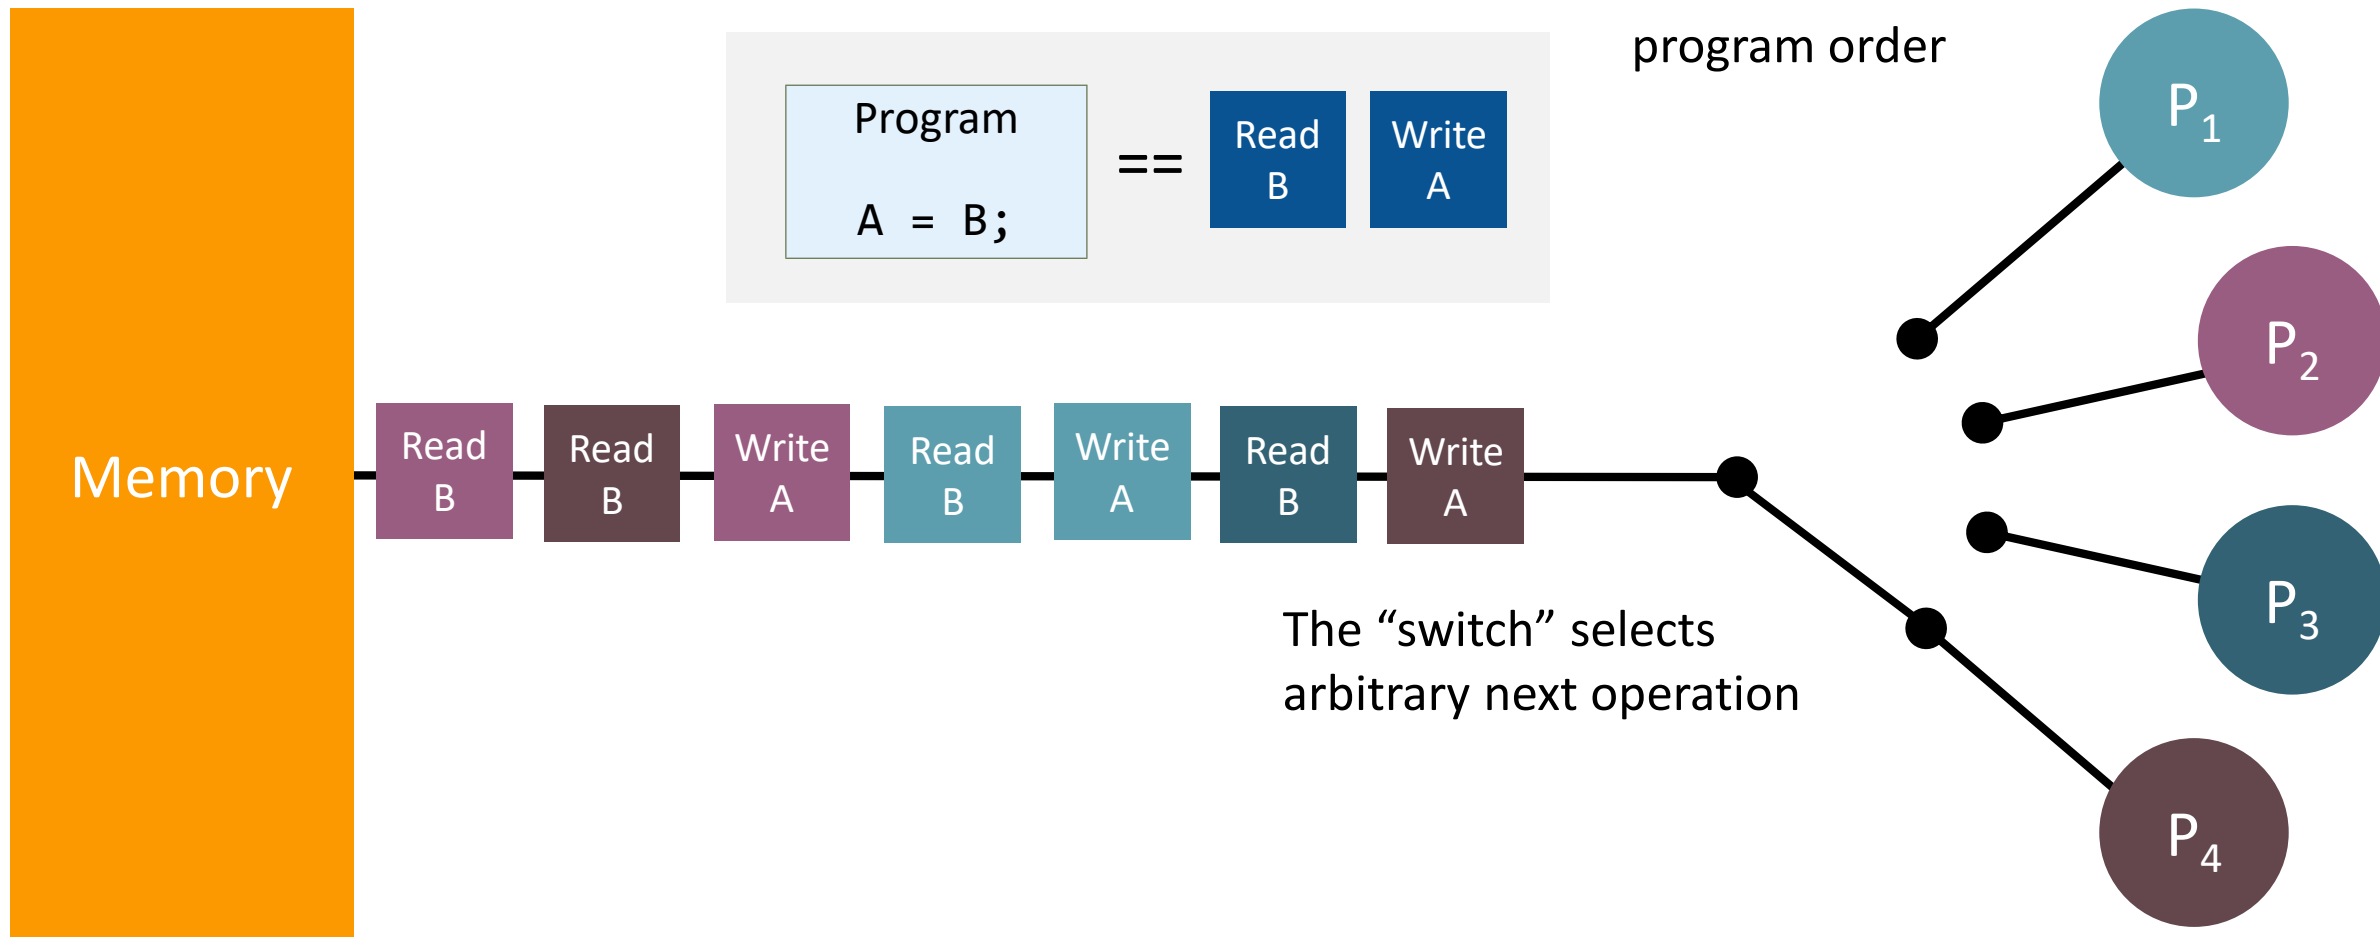 program order
Program
A = B;
==
Read
B
Write
A
P1
P2
P3
P4
Memory
Read
B
Read
B
Write
A
Read
B
Write
A
Read
B
Write
A
The “switch” selects
arbitrary next operation